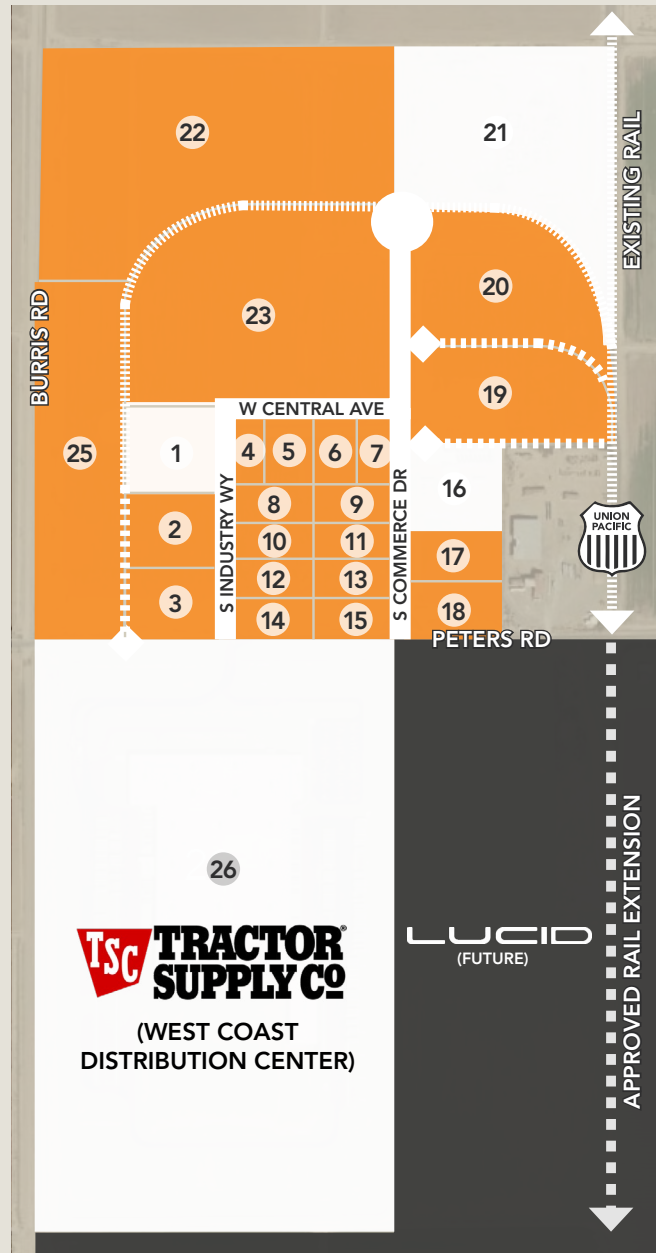 22
21
EXISTING RAIL
20
23
BURRIS RD
19
W CENTRAL AVE
25
1
4
5
6
7
16
S INDUSTRY WY
S COMMERCE DR
8
9
UNION
PACIFIC
2
10
11
17
12
13
3
14
15
18
PETERS RD
26
APPROVED RAIL EXTENSION
TSC TRACTOR
SUPPLY CO
LUCID
(FUTURE)
(WEST COAST
DISTRIBUTION CENTER)